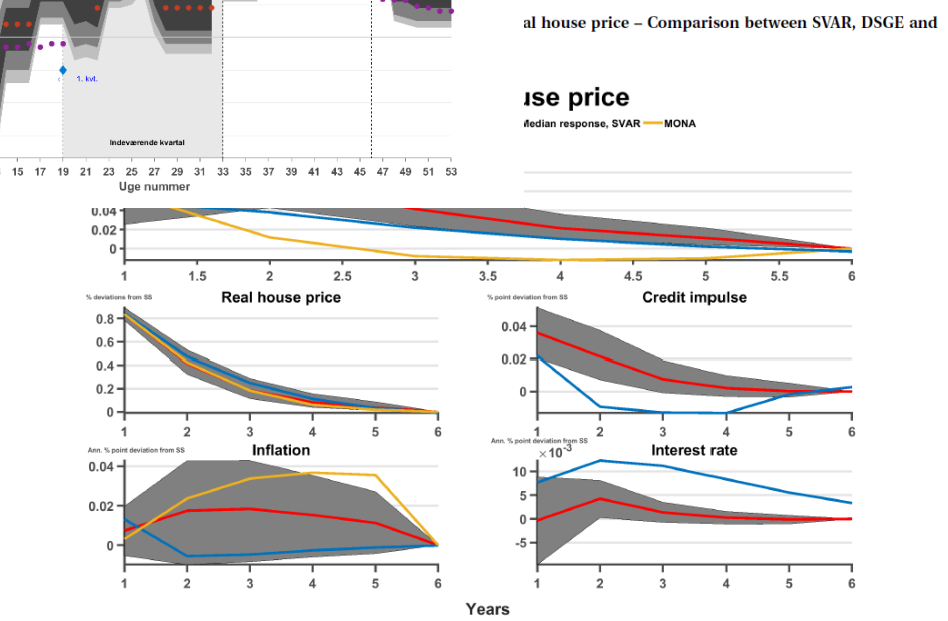 1. kvt.
Indeværende kvartal
15 17 19 21 23 25 27 29 31 33 35 37 39 41 43 45 47 49 51 53
Uge nummer
al house price – Comparison between SVAR, DSGE and
use price
Median response, SVAR MONA
0.04
0.02
0
1 1.5 2 2.5 3 3.5 4 4.5 5 5.5 6
% deviations from SS
Real house price
0.8
0.6
0.4
0.2
0
1 2 3 4 5 6
% point deviation from SS
Credit impulse
0.04
0.02
0
1 2 3 4 5 6
Ann. % point deviation from SS
Inflation
0.04
0.02
0
1 2 3 4 5 6
Ann. % point deviation from SS
×10⁻³
Interest rate
10
5
0
-5
1 2 3 4 5 6
Years